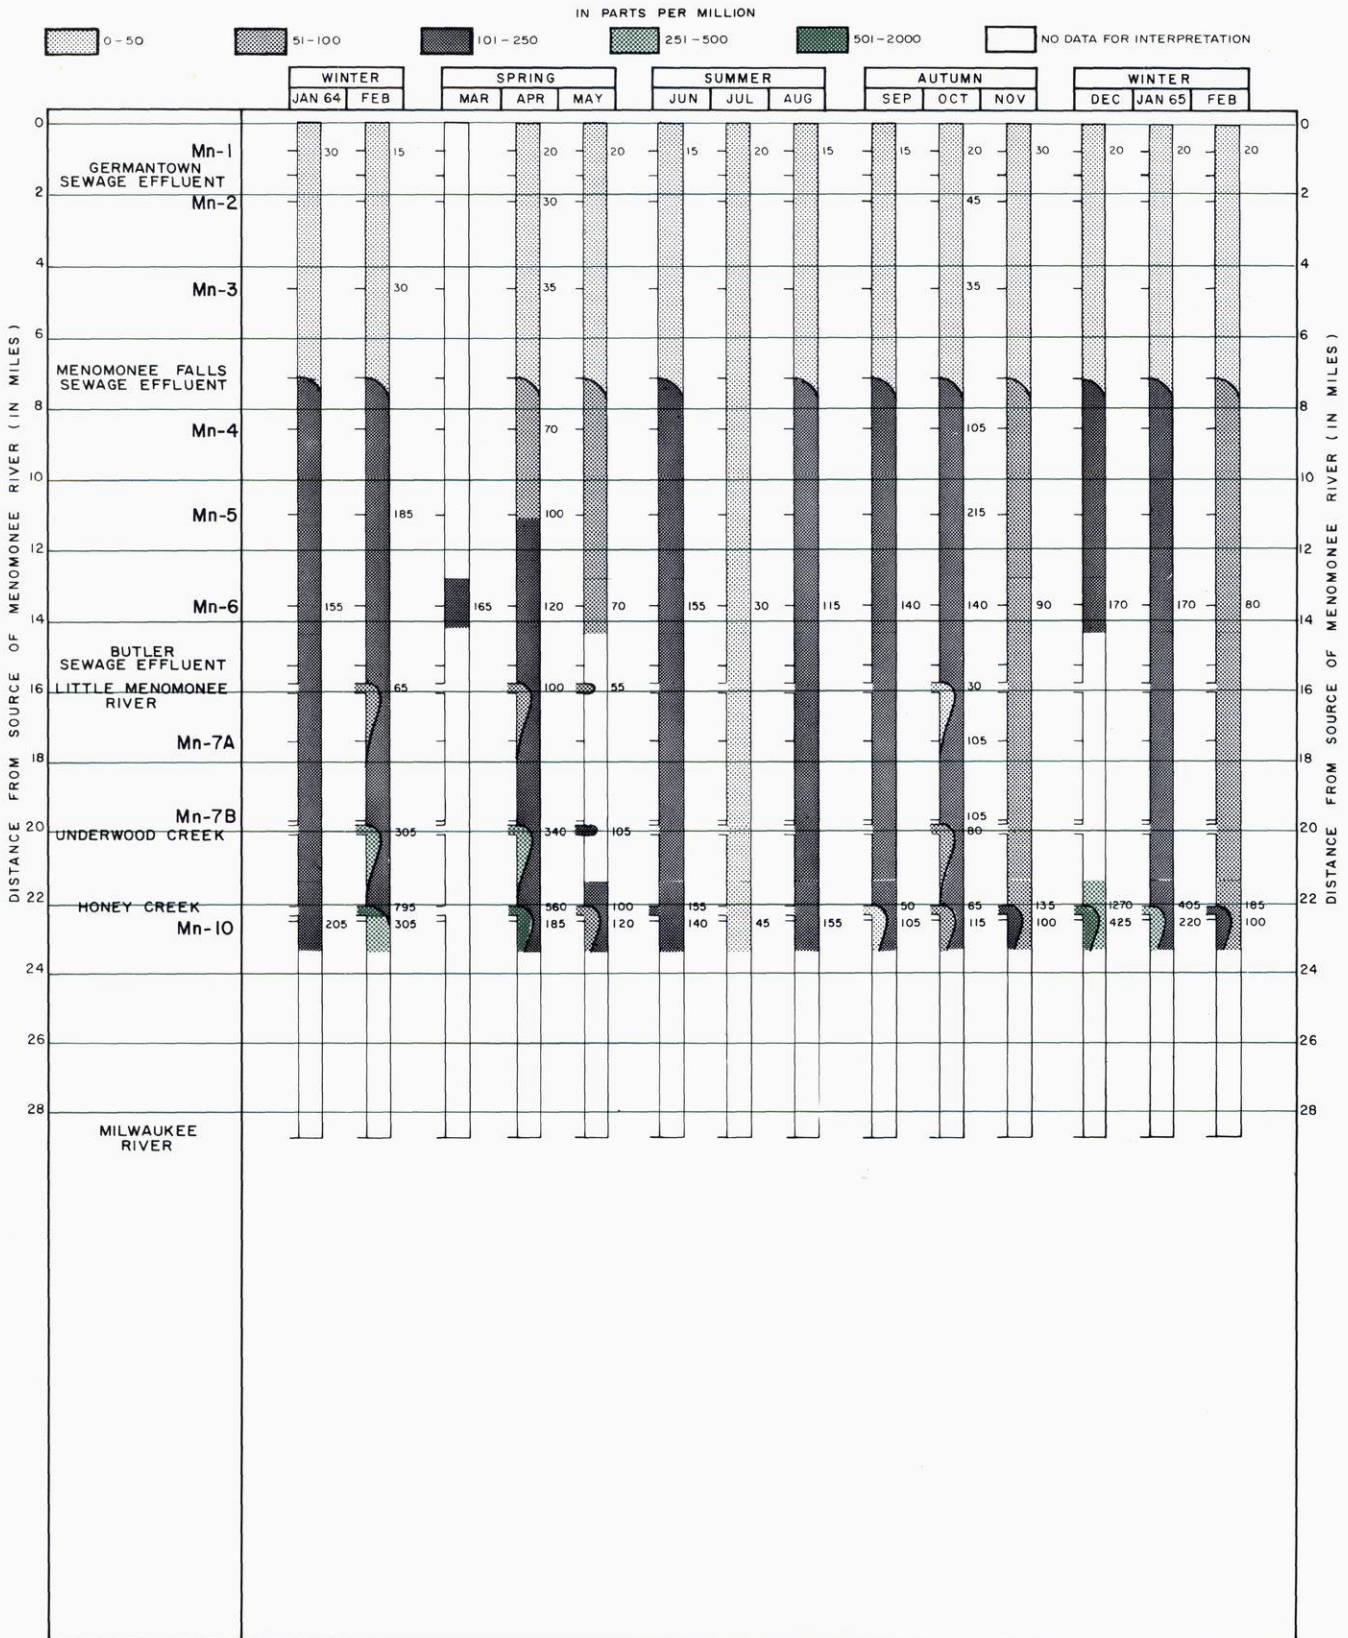 IN PARTS PER MILLION
0-50 51-100 101-250 251-500 501-2000 NO DATA FOR INTERPRETATION
WINTER SPRING SUMMER AUTUMN WINTER
JAN 64 FEB MAR APR MAY JUN JUL AUG SEP OCT NOV DEC JAN 65 FEB
0 0
Mn-1 30 15 20 20 15 20 15 15 20 30 20 20 20
GERMANTOWN
SEWAGE EFFLUENT
2 2
Mn-2 30 45
4 4
Mn-3 30 35 35
6 6
MENOMONEE FALLS
SEWAGE EFFLUENT
8 8
Mn-4 70 105
10 10
Mn-5 185 100 215
12 12
Mn-6 155 165 120 70 155 30 115 140 140 90 170 170 80
14 14
BUTLER
SEWAGE EFFLUENT
16 LITTLE MENOMONEE 65 100 55 30 16
RIVER
Mn-7A 105
18 18
Mn-7B 105
20 UNDERWOOD CREEK 305 340 105 80 20
22 22
HONEY CREEK 795 560 100 155 50 65 135 1270 405 185
Mn-10 205 305 185 120 140 45 155 105 115 100 425 220 100
24 24
26 26
28 28
MILWAUKEE
RIVER
DISTANCE FROM SOURCE OF MENOMONEE RIVER (IN MILES)
DISTANCE FROM SOURCE OF MENOMONEE RIVER (IN MILES)